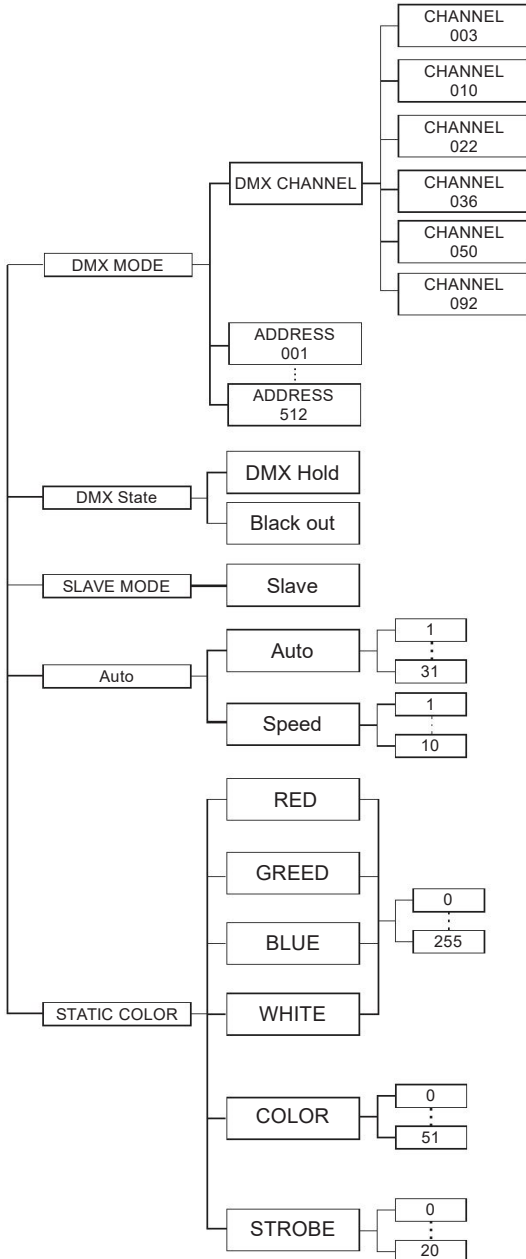 CHANNEL
003
CHANNEL
010
CHANNEL
022
DMX CHANNEL
CHANNEL
036
CHANNEL
050
DMX MODE
CHANNEL
092
ADDRESS
001
ADDRESS
512
DMX State
DMX Hold
Black out
SLAVE MODE
Slave
Auto
Auto
1
31
Speed
1
10
STATIC COLOR
RED
GREED
BLUE
WHITE
0
255
COLOR
0
51
STROBE
0
20